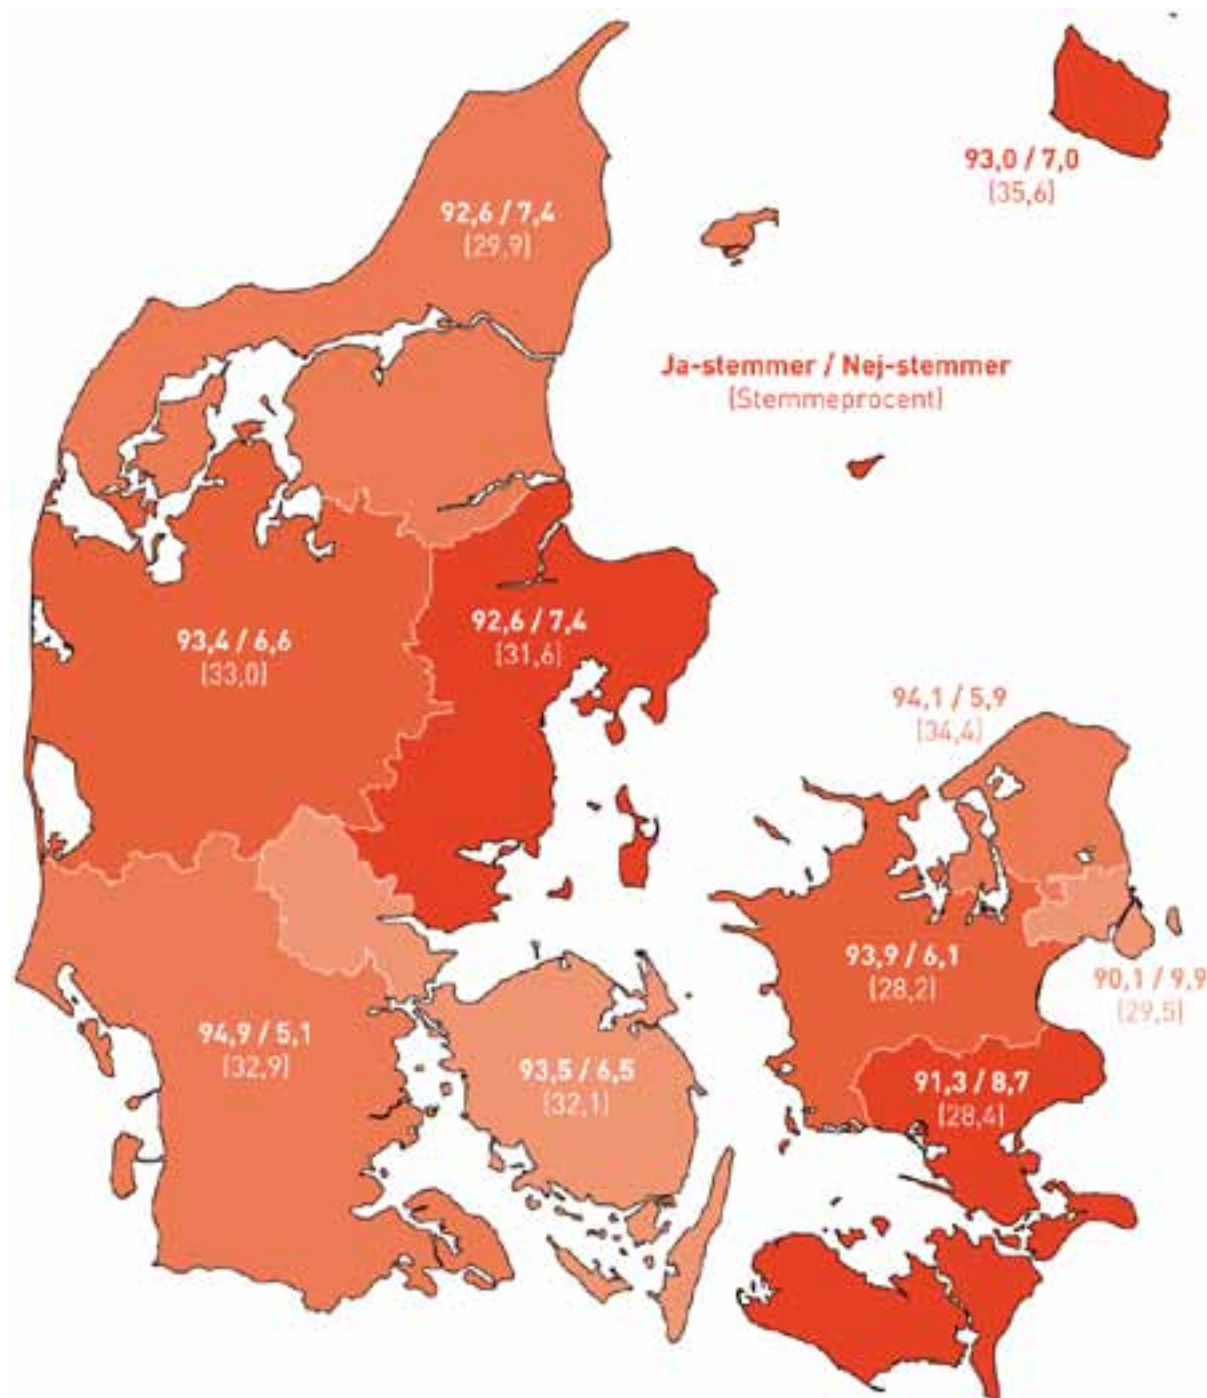 93,0 / 7,0
(35,6)
92,6 / 7,4
(29,9)
Ja-stemmer / Nej-stemmer
(Stemmeprocent)
93,4 / 6,6
(33,0)
92,6 / 7,4
(31,6)
94,1 / 5,9
(34,4)
93,9 / 6,1
(28,2)
90,1 / 9,9
(29,5)
94,9 / 5,1
(32,9)
93,5 / 6,5
(32,1)
91,3 / 8,7
(28,4)